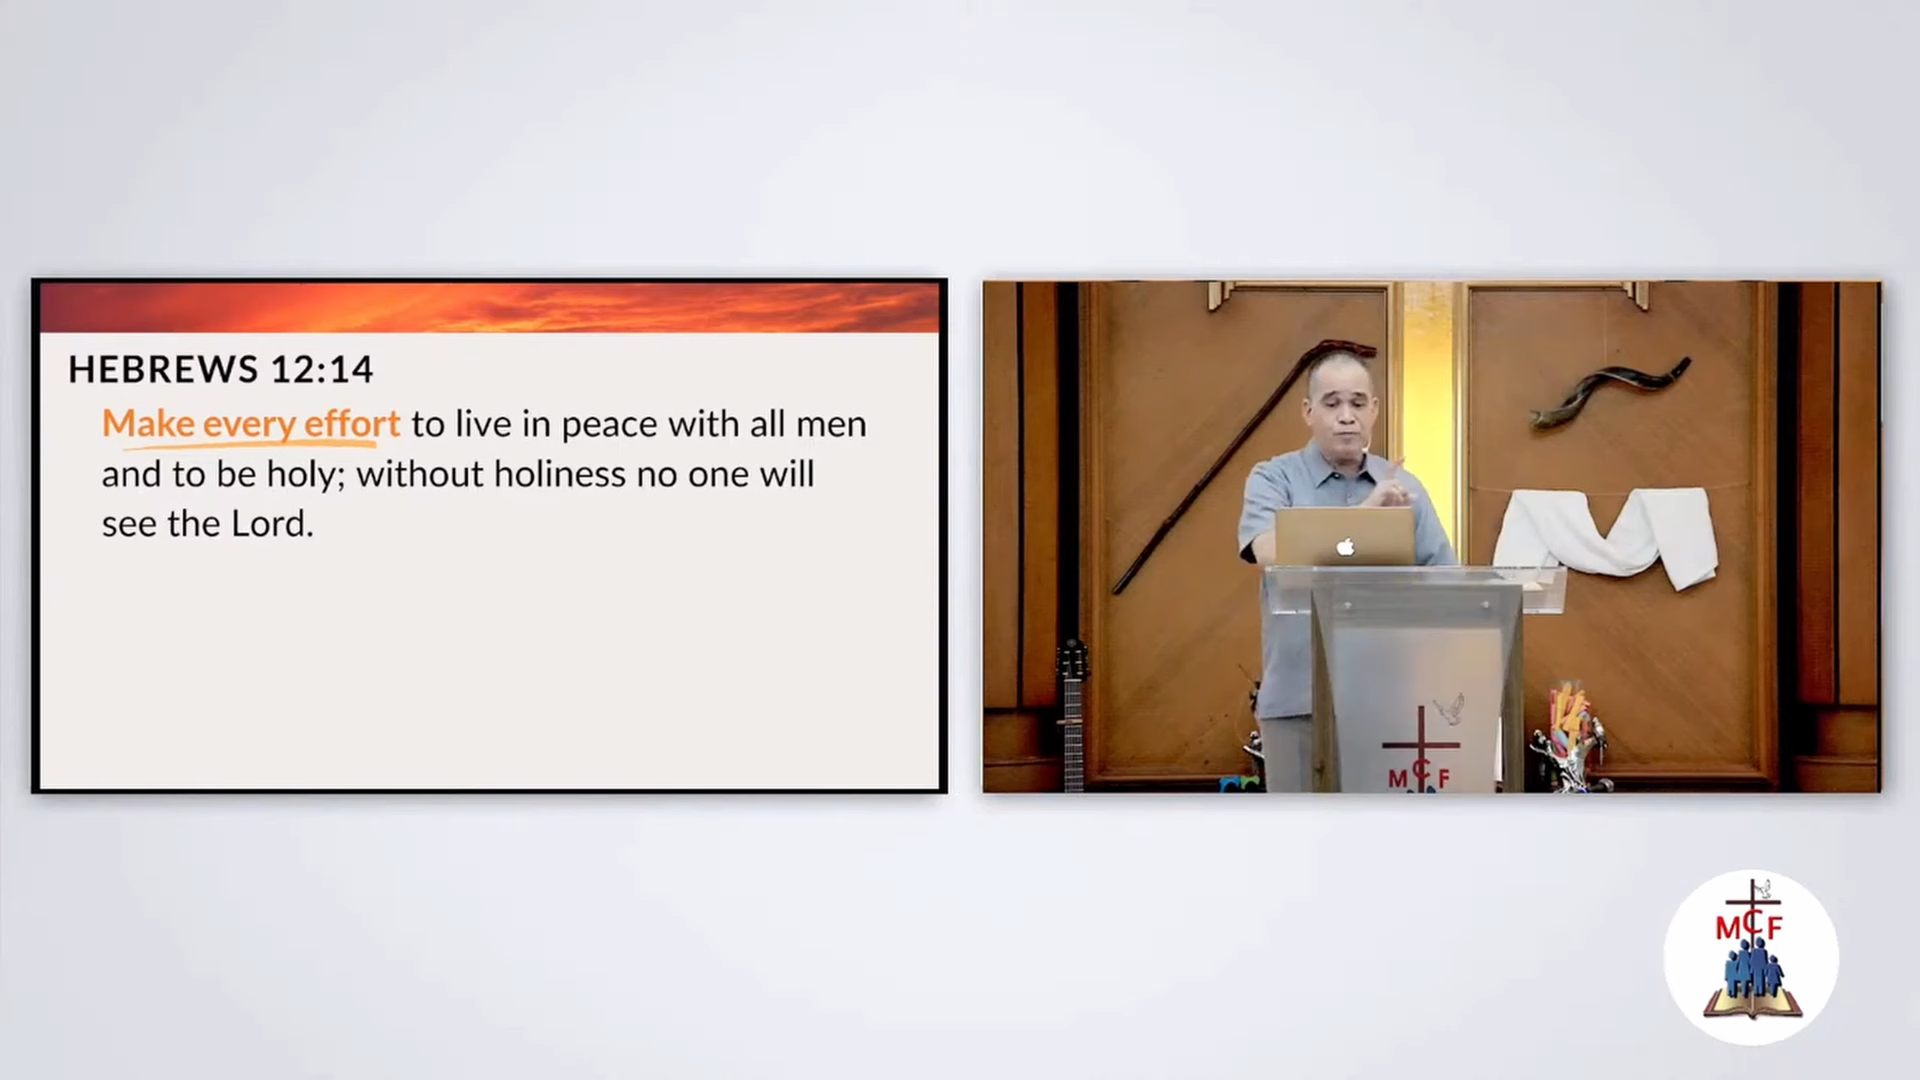 HEBREWS 12:14
Make every effort to live in peace with all men
and to be holy; without holiness no one will
see the Lord.
MCF
MCF